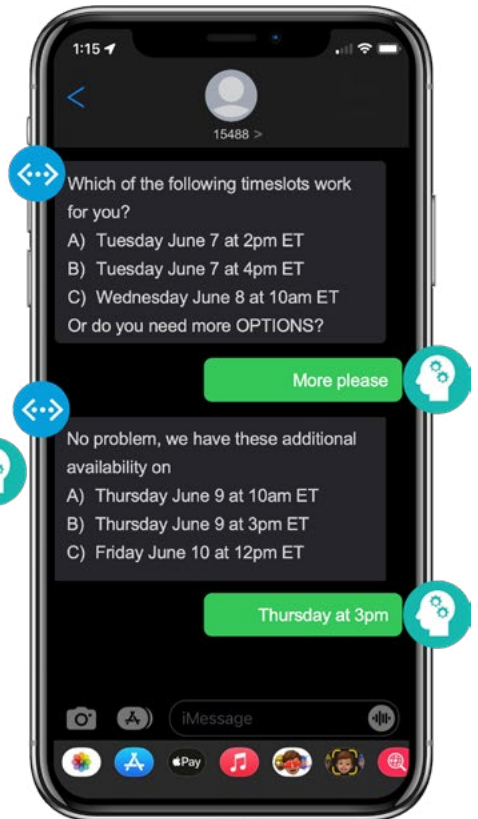 1:15
15488 >
Which of the following timeslots work
for you?
A) Tuesday June 7 at 2pm ET
B) Tuesday June 7 at 4pm ET
C) Wednesday June 8 at 10am ET
Or do you need more OPTIONS?
More please
No problem, we have these additional
availability on
A) Thursday June 9 at 10am ET
B) Thursday June 9 at 3pm ET
C) Friday June 10 at 12pm ET
Thursday at 3pm
iMessage
Pay